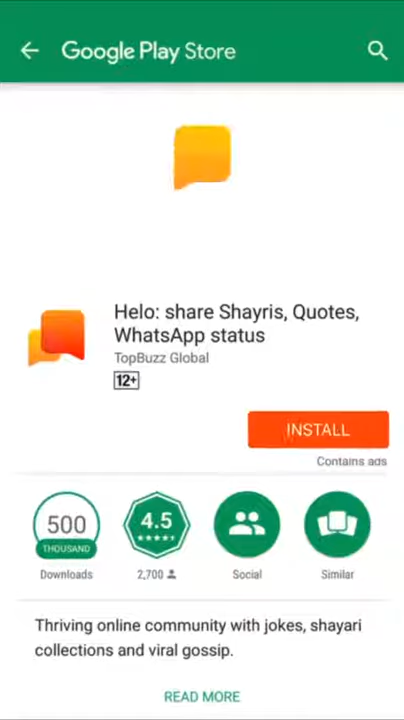 Google Play Store
Helo: share Shayris, Quotes,
WhatsApp status
TopBuzz Global
12+
INSTALL
Contains ads
500
THOUSAND
4.5
Downloads
2,700
Social
Similar
Thriving online community with jokes, shayari
collections and viral gossip.
READ MORE